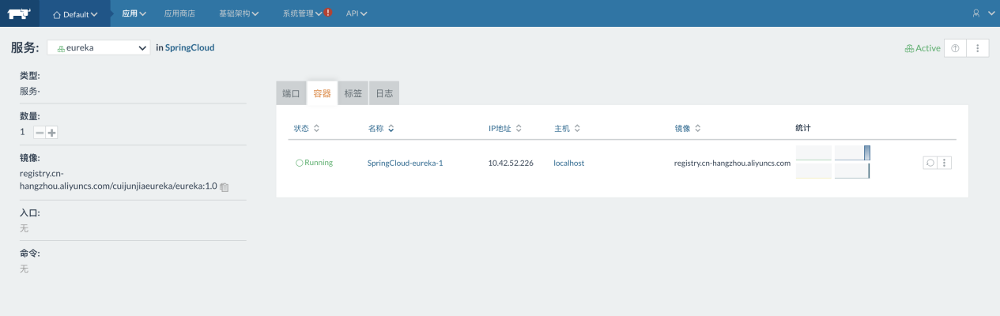 Default 应用 应用商店 基础架构 系统管理 ! API
服务: eureka in SpringCloud Active
类型:
服务·
数量:
1
镜像:
registry.cn-
hangzhou.aliyuncs.com/cuijunjiaeureka/eureka:1.0
入口:
无
命令:
无
端口 容器 标签 日志
状态 名称 IP地址 主机 镜像 统计
Running SpringCloud-eureka-1 10.42.52.226 localhost registry.cn-hangzhou.aliyuncs.com